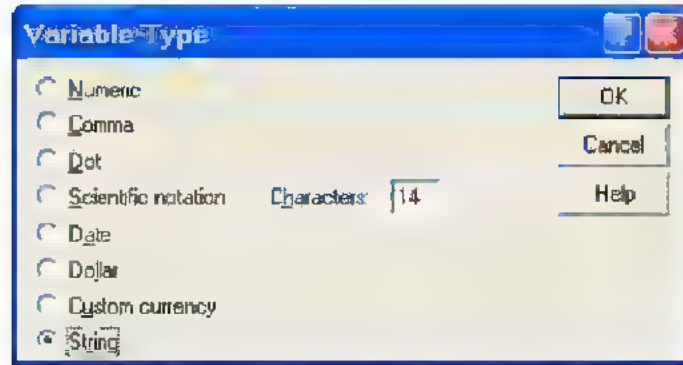 Variable Type
Numeric
OK
Comma
Cancel
Dot
Scientific notation Characters: 14
Help
Date
Dollar
Custom currency
String